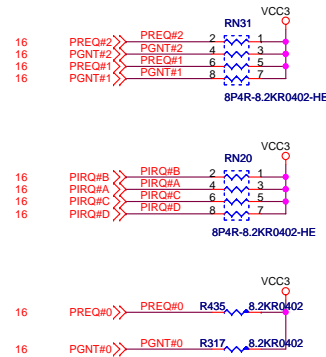 VCC3
RN31
16 PREQ#2 PREQ#2 2 1
16 PGNT#2 PGNT#2 4 3
16 PREQ#1 PREQ#1 6 5
16 PGNT#1 PGNT#1 8 7
8P4R-8.2KR0402-HE
VCC3
RN20
16 PIRQ#B PIRQ#B 2 1
16 PIRQ#A PIRQ#A 4 3
16 PIRQ#C PIRQ#C 6 5
16 PIRQ#D PIRQ#D 8 7
8P4R-8.2KR0402-HE
VCC3
16 PREQ#0 PREQ#0 R435 8.2KR0402
16 PGNT#0 PGNT#0 R317 8.2KR0402